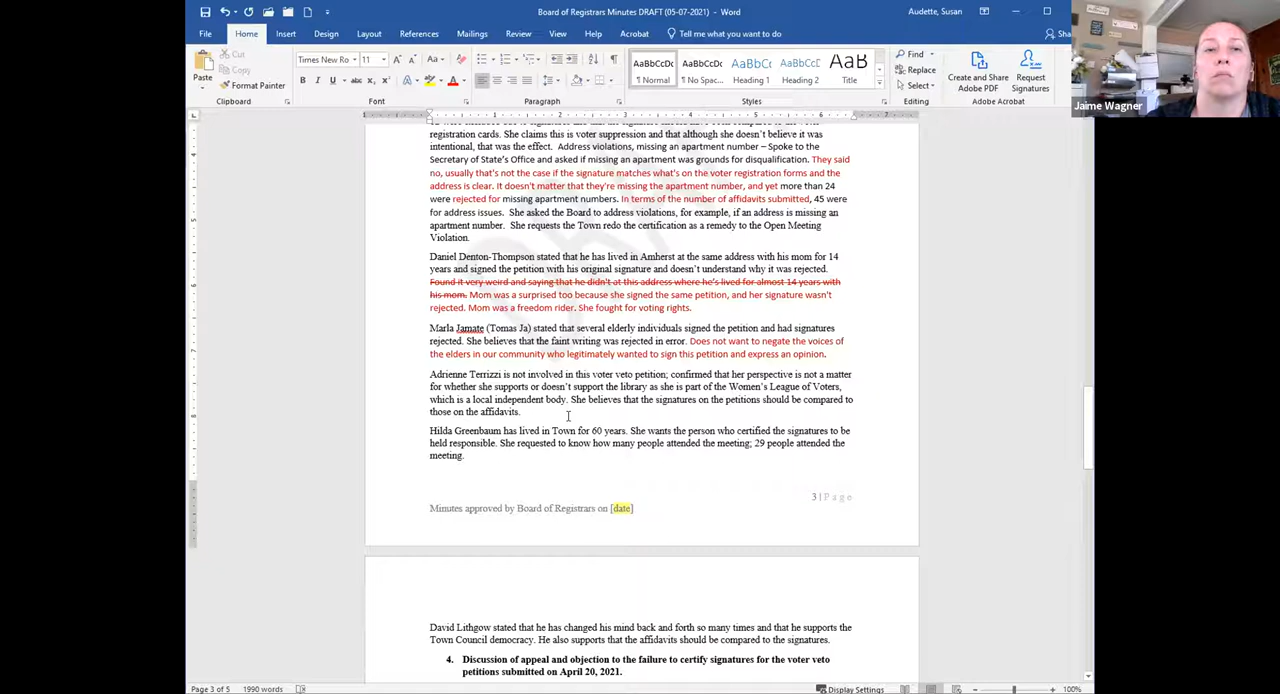 Board of Registrars Minutes DRAFT (05-07-2021) - Word
Audette, Susan
File Home Insert Design Layout References Mailings Review View Help Acrobat Tell me what you want to do
Cut
Copy
Paste
Format Painter
Clipboard
Times New Ro 11
Font
Paragraph
AaBbCcDc AaBbCcDc AaBbCc AaBbCcD AaB
¶ Normal ¶ No Spac... Heading 1 Heading 2 Title
Styles
Find
Replace
Select
Editing
Create and Share Adobe PDF
Request Signatures
Adobe Acrobat
Jaime Wagner
registration cards. She claims this is voter suppression and that although she doesn't believe it was
intentional, that was the effect. Address violations, missing an apartment number – Spoke to the
Secretary of State's Office and asked if missing an apartment was grounds for disqualification. They said
no, usually that's not the case if the signature matches what's on the voter registration forms and the
address is clear. It doesn't matter that they're missing the apartment number, and yet more than 24
were rejected for missing apartment numbers. In terms of the number of affidavits submitted, 45 were
for address issues. She asked the Board to address violations, for example, if an address is missing an
apartment number. She requests the Town redo the certification as a remedy to the Open Meeting
Violation.
Daniel Denton-Thompson stated that he has lived in Amherst at the same address with his mom for 14
years and signed the petition with his original signature and doesn't understand why it was rejected.
Found it very weird and saying that he didn't at this address where he's lived for almost 14 years with
his mom. Mom was a surprised too because she signed the same petition, and her signature wasn't
rejected. Mom was a freedom rider. She fought for voting rights.
Marla Jamate (Tomas Ja) stated that several elderly individuals signed the petition and had signatures
rejected. She believes that the faint writing was rejected in error. Does not want to negate the voices of
the elders in our community who legitimately wanted to sign this petition and express an opinion.
Adrienne Terrizzi is not involved in this voter veto petition; confirmed that her perspective is not a matter
for whether she supports or doesn't support the library as she is part of the Women's League of Voters,
which is a local independent body. She believes that the signatures on the petitions should be compared to
those on the affidavits.
Hilda Greenbaum has lived in Town for 60 years. She wants the person who certified the signatures to be
held responsible. She requested to know how many people attended the meeting; 29 people attended the
meeting.
3 | Page
Minutes approved by Board of Registrars on [date]
David Lithgow stated that he has changed his mind back and forth so many times and that he supports the
Town Council democracy. He also supports that the affidavits should be compared to the signatures.
4. Discussion of appeal and objection to the failure to certify signatures for the voter veto
petitions submitted on April 20, 2021.
Page 3 of 5 1990 words
Display Settings
100%